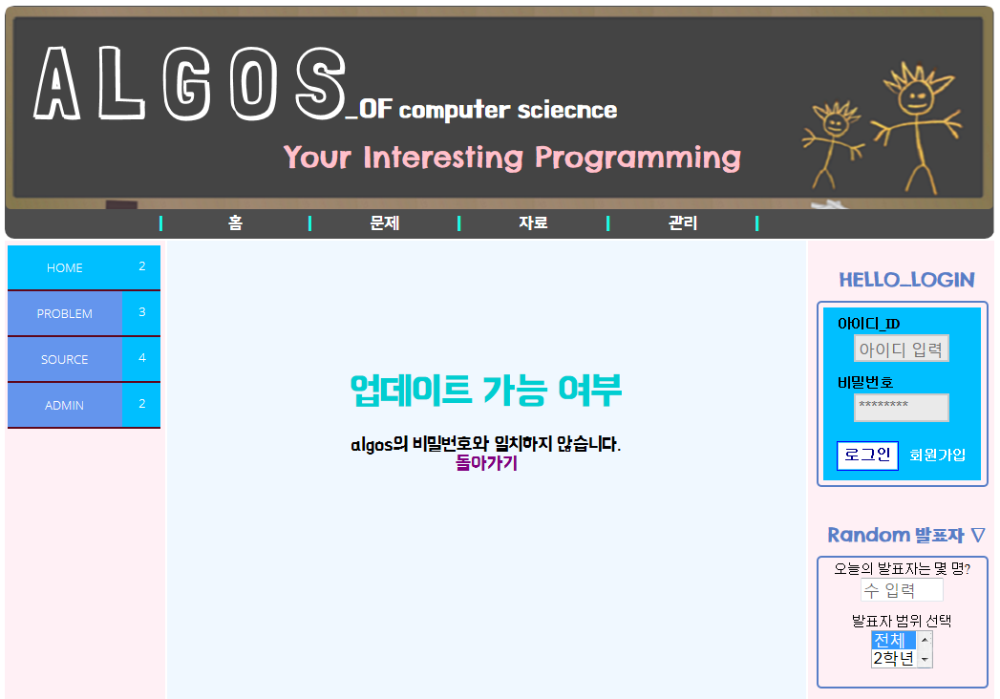 ALGOS_OF computer sciecnce
Your Interesting Programming
| 홈 | 문제 | 자료 | 관리 |
HOME 2
PROBLEM 3
SOURCE 4
ADMIN 2
업데이트 가능 여부
algos의 비밀번호와 일치하지 않습니다.
돌아가기
HELLO_LOGIN
아이디_ID
아이디 입력
비밀번호
********
로그인 회원가입
Random 발표자 ▽
오늘의 발표자는 몇 명?
수 입력
발표자 범위 선택
전체
2학년